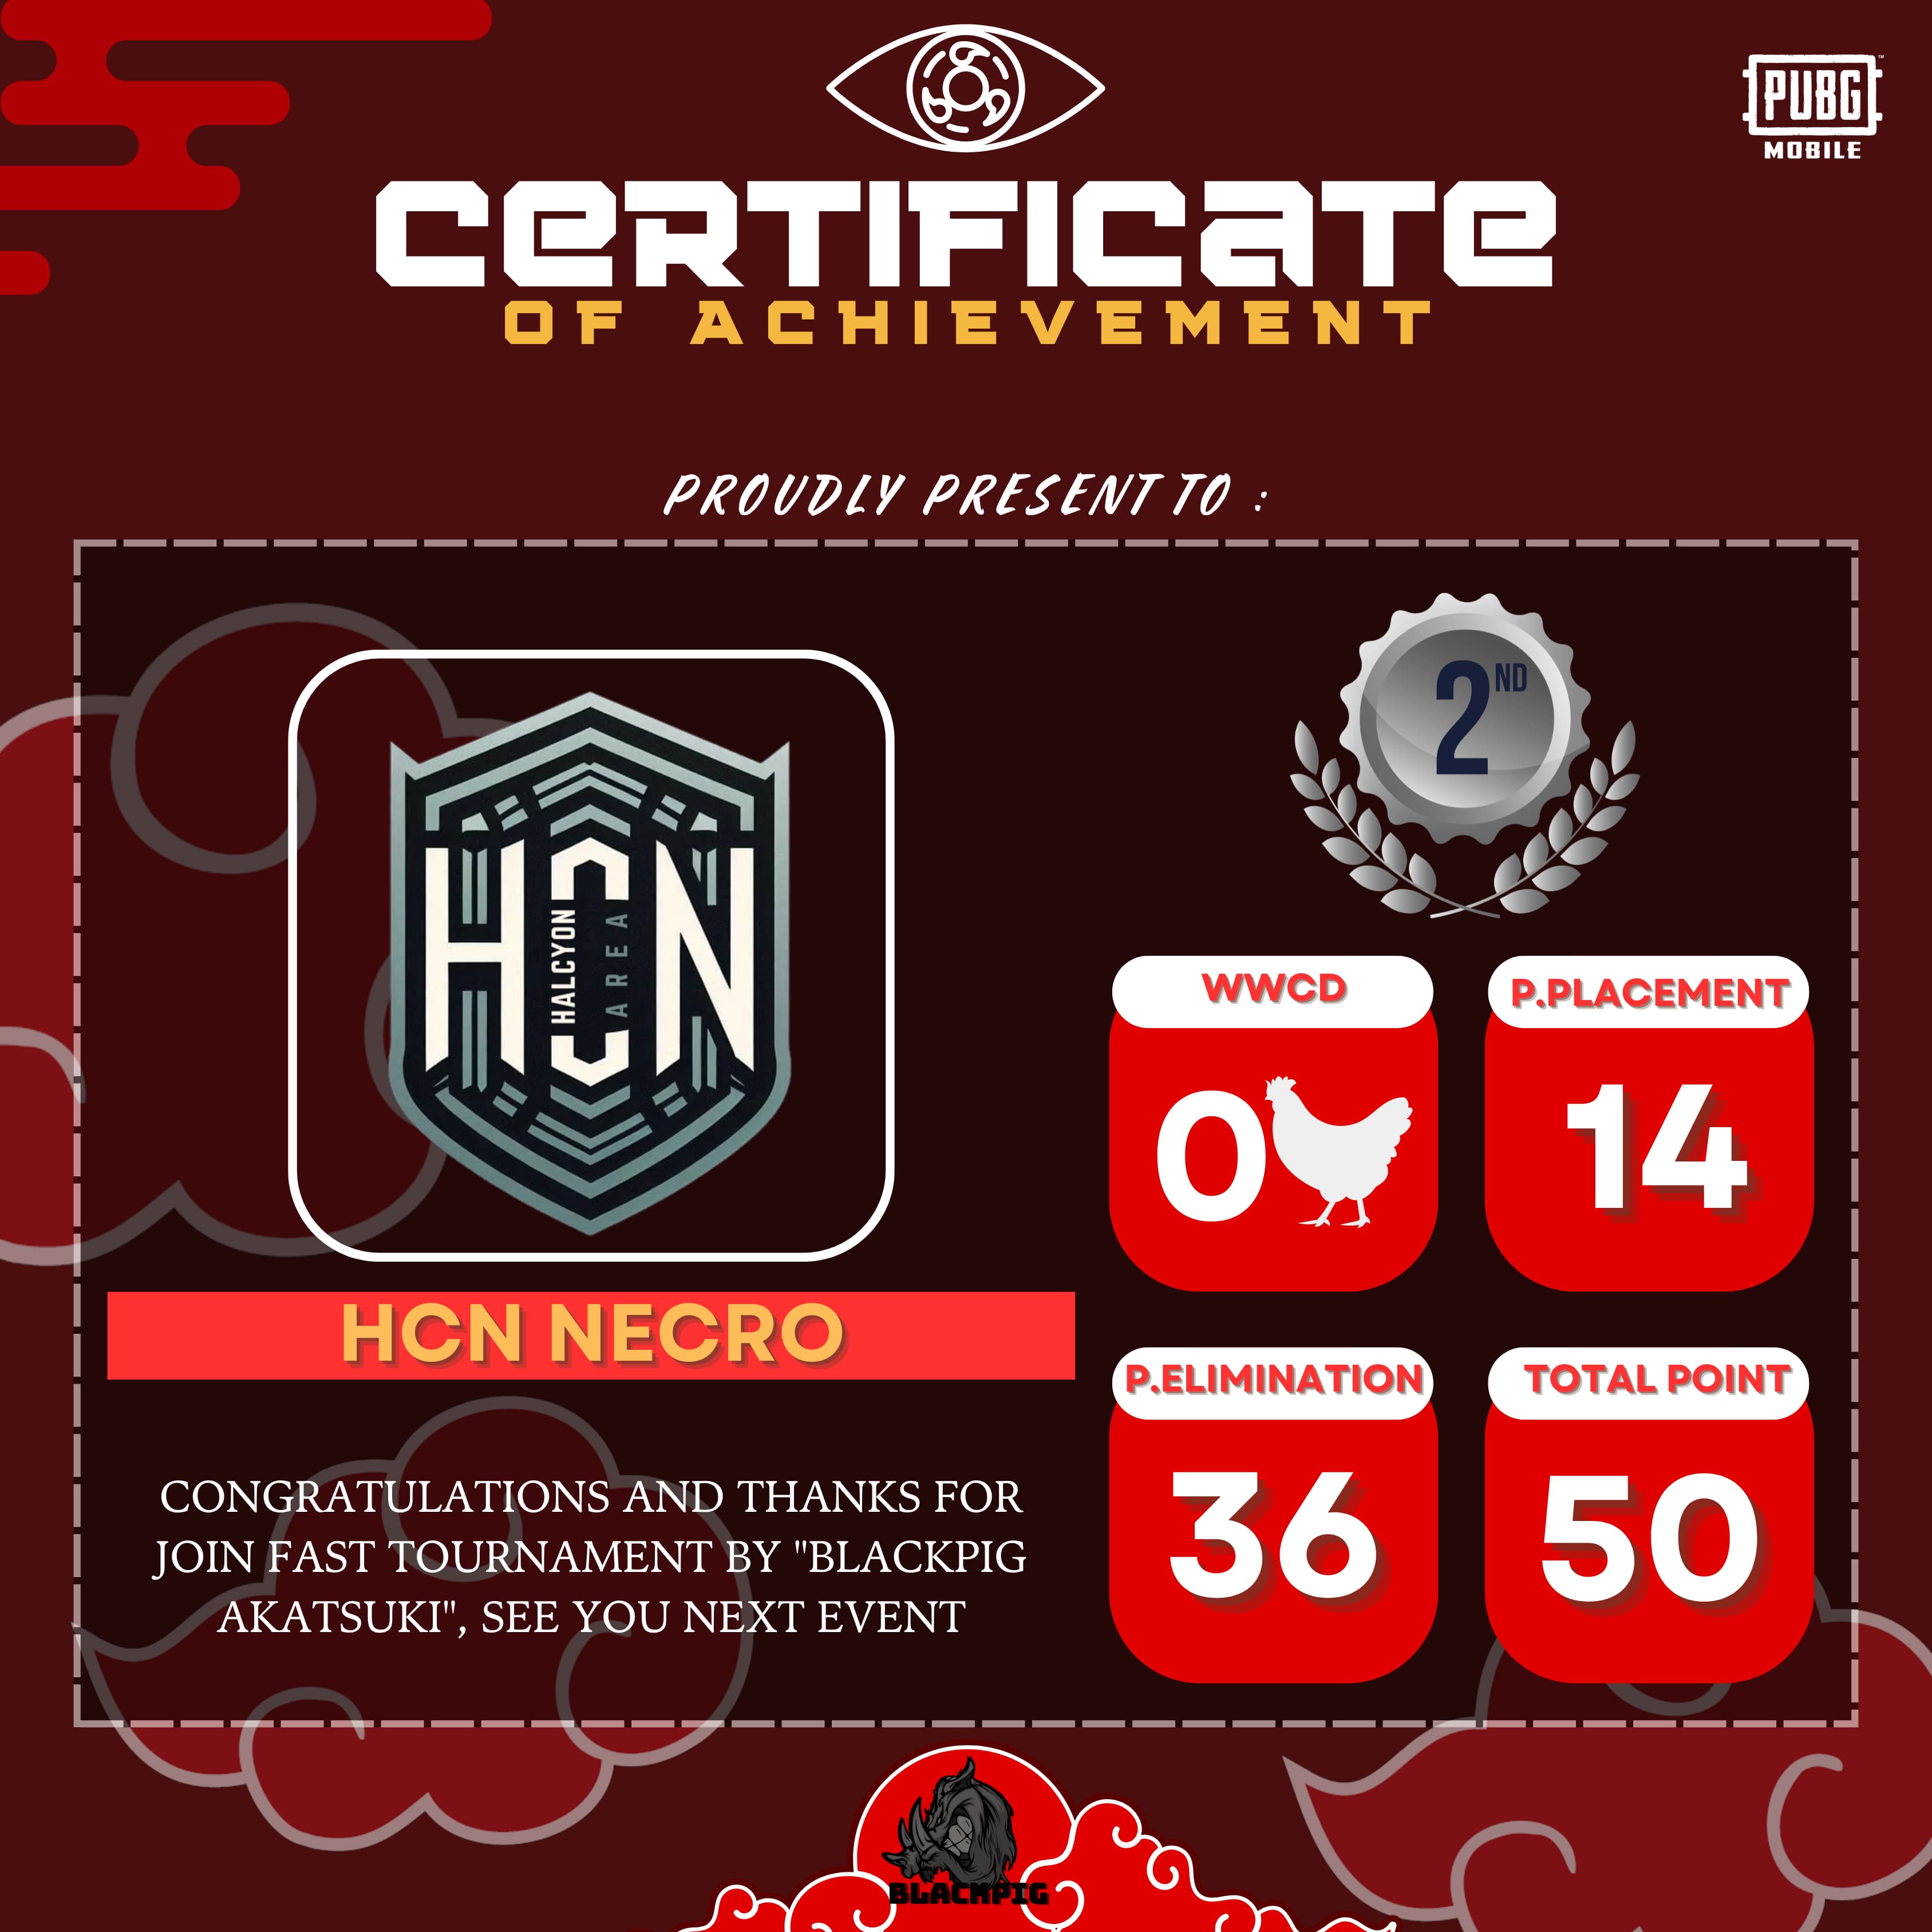 PUBG
MOBILE
CeRTIFICaTe
OF ACHIEVEMENT
PROUDLY PRESENT TO :
HCN
HALCYON
AREA
2ND
WWCD
P.PLACEMENT
0
14
HCN NECRO
P.ELIMINATION
TOTAL POINT
36
50
CONGRATULATIONS AND THANKS FOR
JOIN FAST TOURNAMENT BY "BLACKPIG
AKATSUKI", SEE YOU NEXT EVENT
BLACKPIG